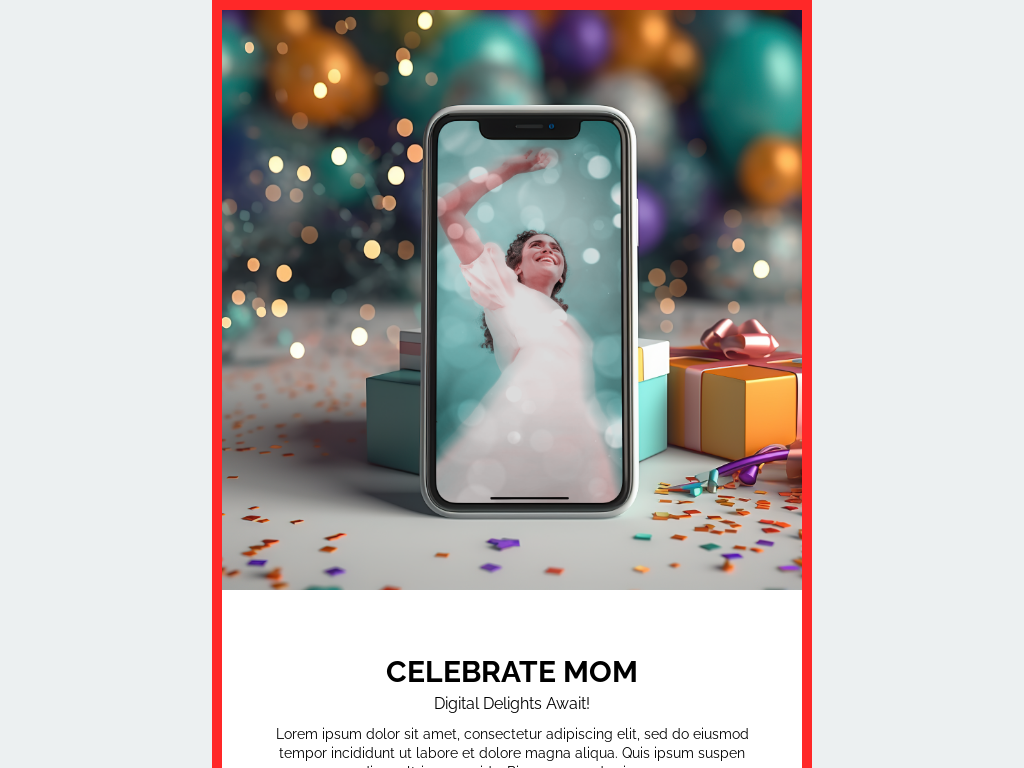 CELEBRATE MOM
Digital Delights Await!
Lorem ipsum dolor sit amet, consectetur adipiscing elit, sed do eiusmod
tempor incididunt ut labore et dolore magna aliqua. Quis ipsum suspen